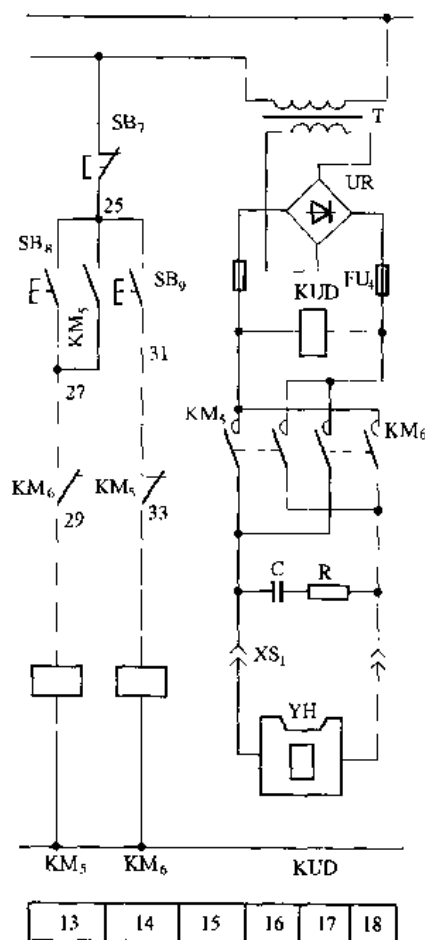 T
SB₇
UR
25
SB₈
SB₉
KUD
FU₄
KM₅
31
27
KM₅
KM₆
KM₆
KM₅
29
33
C
R
XS₁
YH
KM₅
KM₆
KUD
13
14
15
16
17
18